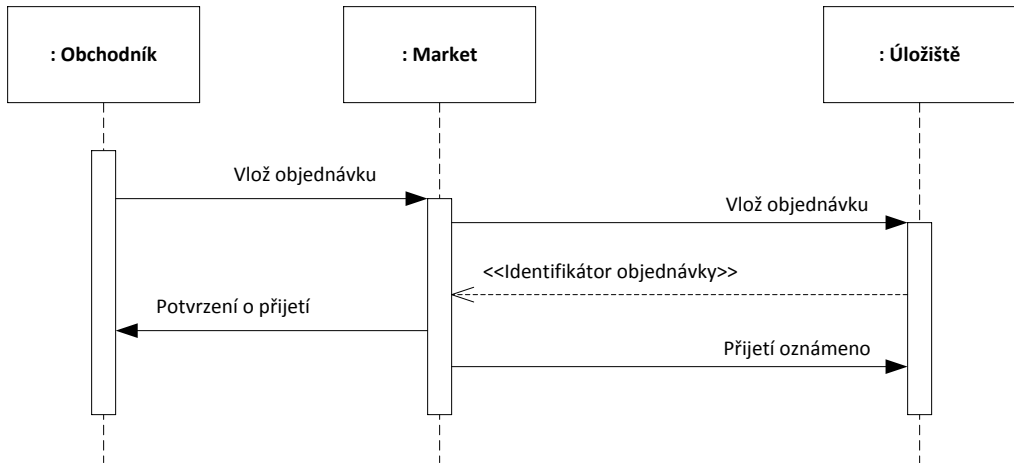 : Obchodník
: Market
: Úložiště
Vlož objednávku
Vlož objednávku
<<Identifikátor objednávky>>
Potvrzení o přijetí
Přijetí oznámeno